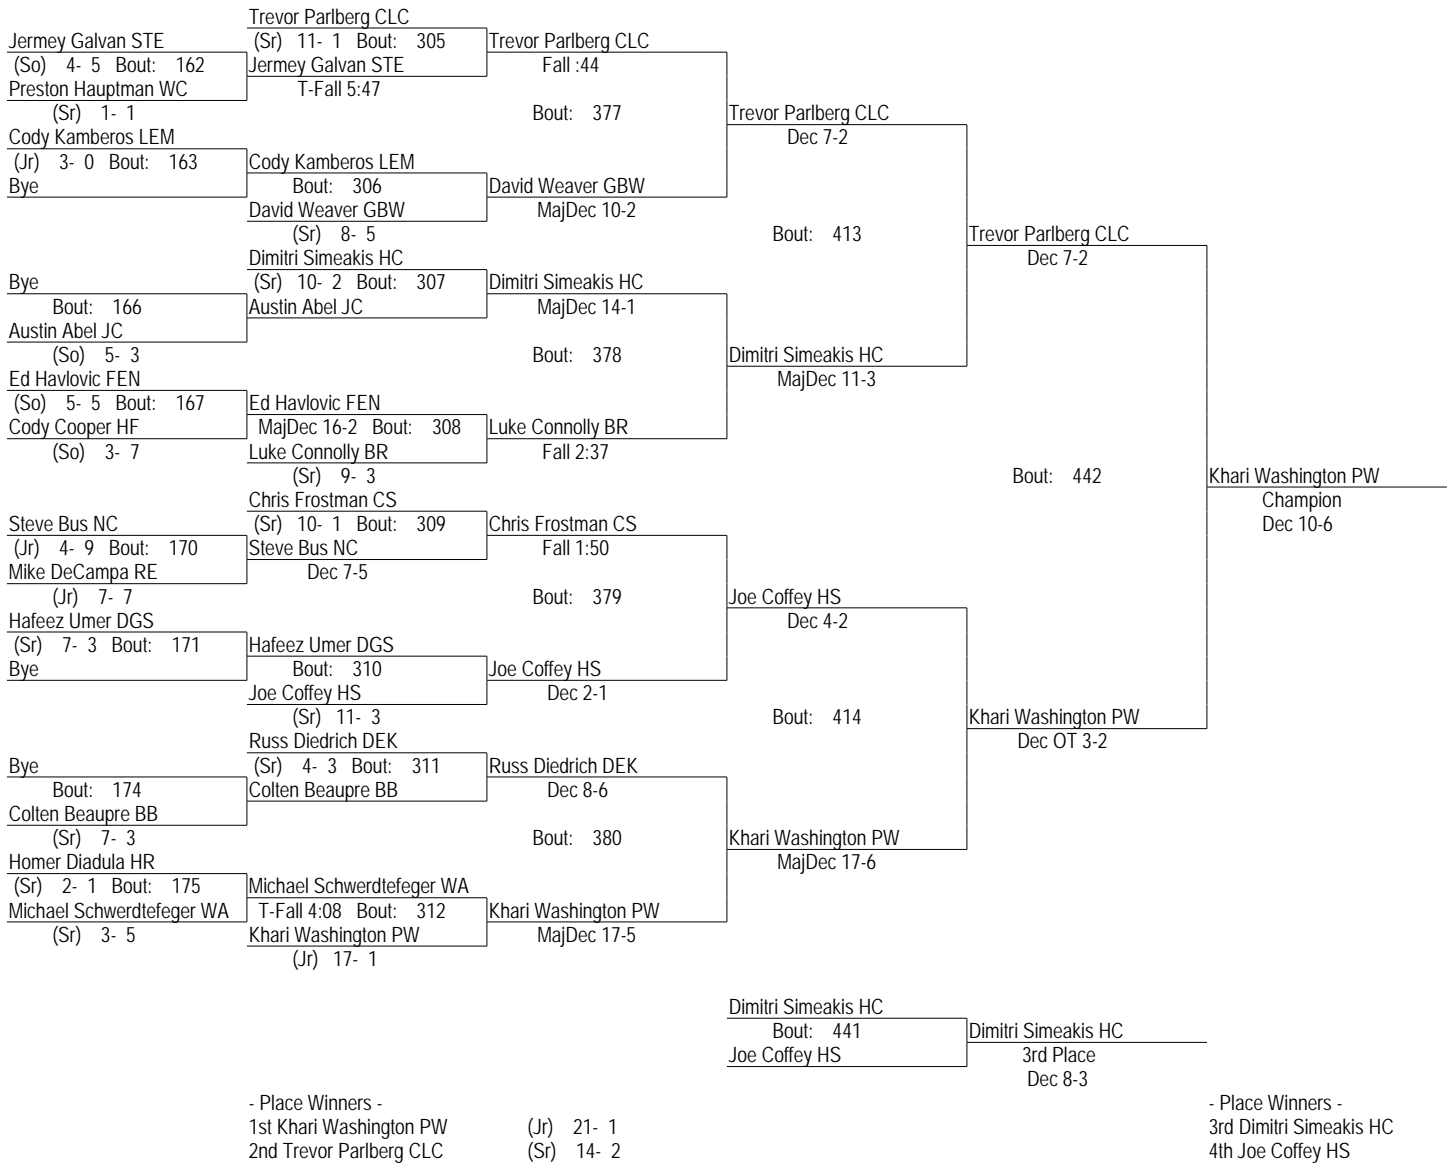 Trevor Parlberg CLC
Jermey Galvan STE (Sr) 11- 1 Bout: 305 Trevor Parlberg CLC
(So) 4- 5 Bout: 162 Jermey Galvan STE Fall :44
Preston Hauptman WC T-Fall 5:47
(Sr) 1- 1 Bout: 377 Trevor Parlberg CLC
Cody Kamberos LEM Dec 7-2
(Jr) 3- 0 Bout: 163 Cody Kamberos LEM
Bye Bout: 306 David Weaver GBW
David Weaver GBW MajDec 10-2
(Sr) 8- 5 Bout: 413 Trevor Parlberg CLC
Dimitri Simeakis HC Dec 7-2
Bye (Sr) 10- 2 Bout: 307 Dimitri Simeakis HC
Bout: 166 Austin Abel JC MajDec 14-1
Austin Abel JC
(So) 5- 3 Bout: 378 Dimitri Simeakis HC
Ed Havlovic FEN MajDec 11-3
(So) 5- 5 Bout: 167 Ed Havlovic FEN
Cody Cooper HF MajDec 16-2 Bout: 308 Luke Connolly BR
(So) 3- 7 Luke Connolly BR Fall 2:37
(Sr) 9- 3 Bout: 442 Khari Washington PW
Chris Frostman CS Champion
Steve Bus NC (Sr) 10- 1 Bout: 309 Chris Frostman CS Dec 10-6
(Jr) 4- 9 Bout: 170 Steve Bus NC Fall 1:50
Mike DeCampa RE Dec 7-5
(Jr) 7- 7 Bout: 379 Joe Coffey HS
Hafeez Umer DGS Dec 4-2
(Sr) 7- 3 Bout: 171 Hafeez Umer DGS
Bye Bout: 310 Joe Coffey HS
Joe Coffey HS Dec 2-1
(Sr) 11- 3 Bout: 414 Khari Washington PW
Russ Diedrich DEK Dec OT 3-2
Bye (Sr) 4- 3 Bout: 311 Russ Diedrich DEK
Bout: 174 Colten Beaupre BB Dec 8-6
Colten Beaupre BB
(Sr) 7- 3 Bout: 380 Khari Washington PW
Homer Diadula HR MajDec 17-6
(Sr) 2- 1 Bout: 175 Michael Schwerdtefeger WA
Michael Schwerdtefeger WA T-Fall 4:08 Bout: 312 Khari Washington PW
(Sr) 3- 5 Khari Washington PW MajDec 17-5
(Jr) 17- 1
Dimitri Simeakis HC
Bout: 441 Dimitri Simeakis HC
Joe Coffey HS 3rd Place
Dec 8-3
- Place Winners - - Place Winners -
1st Khari Washington PW (Jr) 21- 1 3rd Dimitri Simeakis HC
2nd Trevor Parlberg CLC (Sr) 14- 2 4th Joe Coffey HS